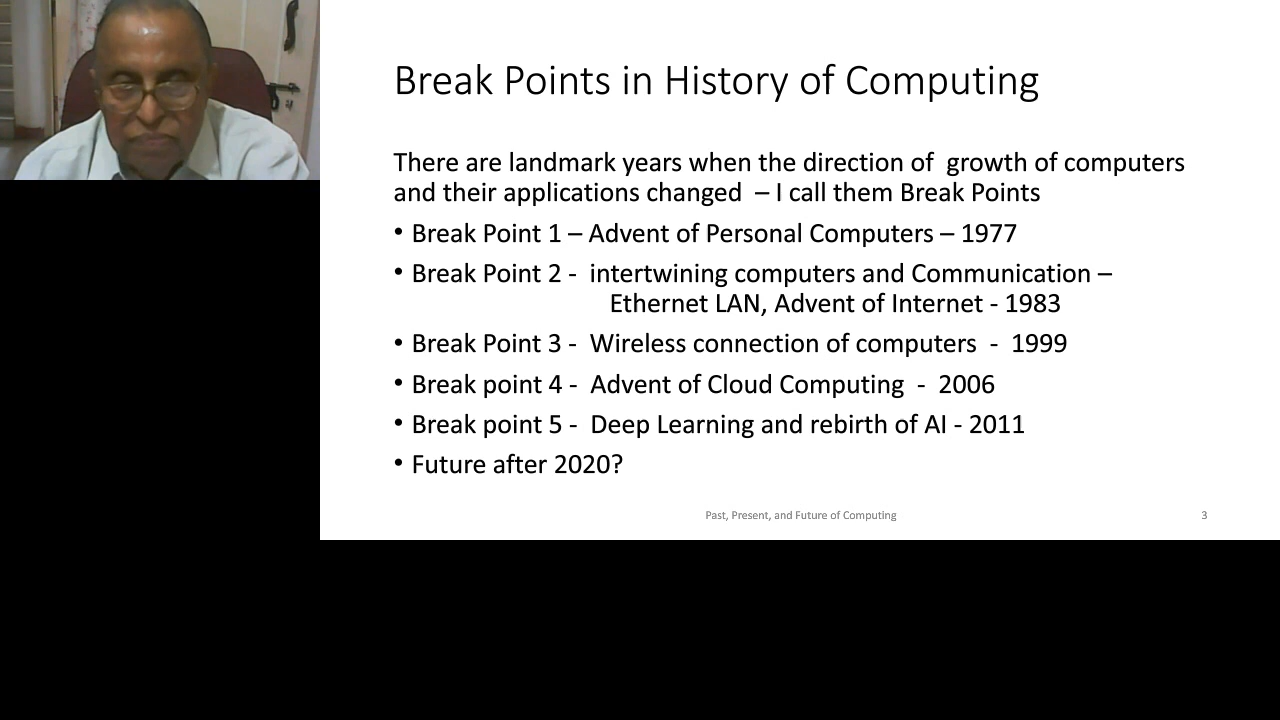 Break Points in History of Computing
There are landmark years when the direction of  growth of computers
and their applications changed  – I call them Break Points
• Break Point 1 – Advent of Personal Computers – 1977
• Break Point 2 -  intertwining computers and Communication –
Ethernet LAN, Advent of Internet - 1983
• Break Point 3 -  Wireless connection of computers  -  1999
• Break point 4 -  Advent of Cloud Computing  -  2006
• Break point 5 -  Deep Learning and rebirth of AI - 2011
• Future after 2020?
Past, Present, and Future of Computing
3